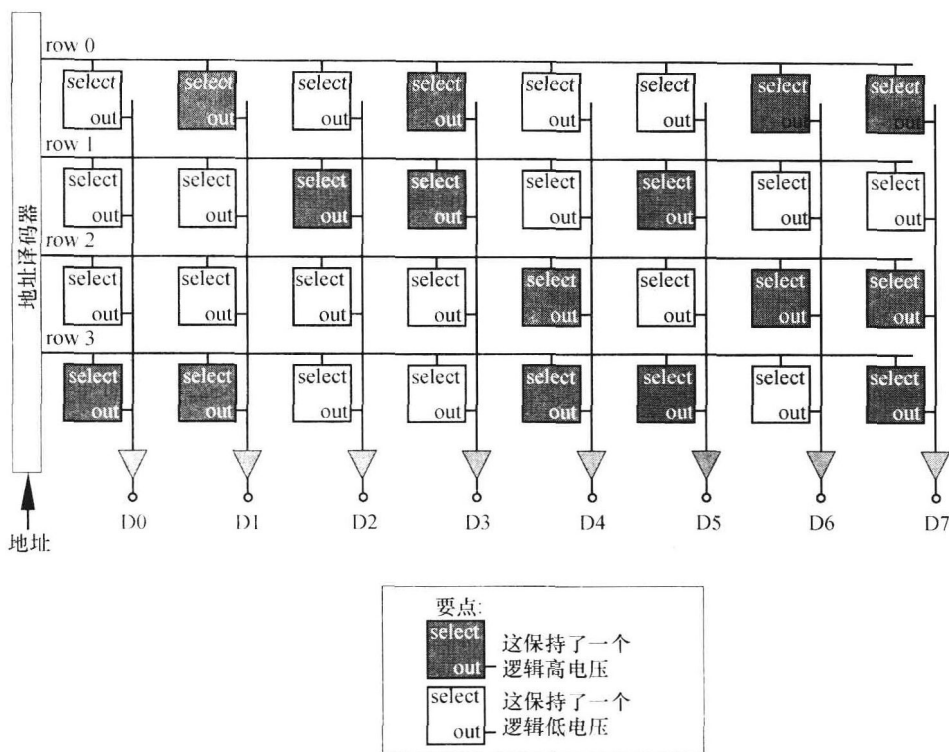 row 0
select select select select select select select select
out out out out out out out out
row 1
select select select select select select select select
out out out out out out out out
row 2
select select select select select select select select
out out out out out out out out
row 3
select select select select select select select select
out out out out out out out out
地址译码器
D0 D1 D2 D3 D4 D5 D6 D7
地址
要点:
select
这保持了一个
out
逻辑高电压
select
这保持了一个
out
逻辑低电压